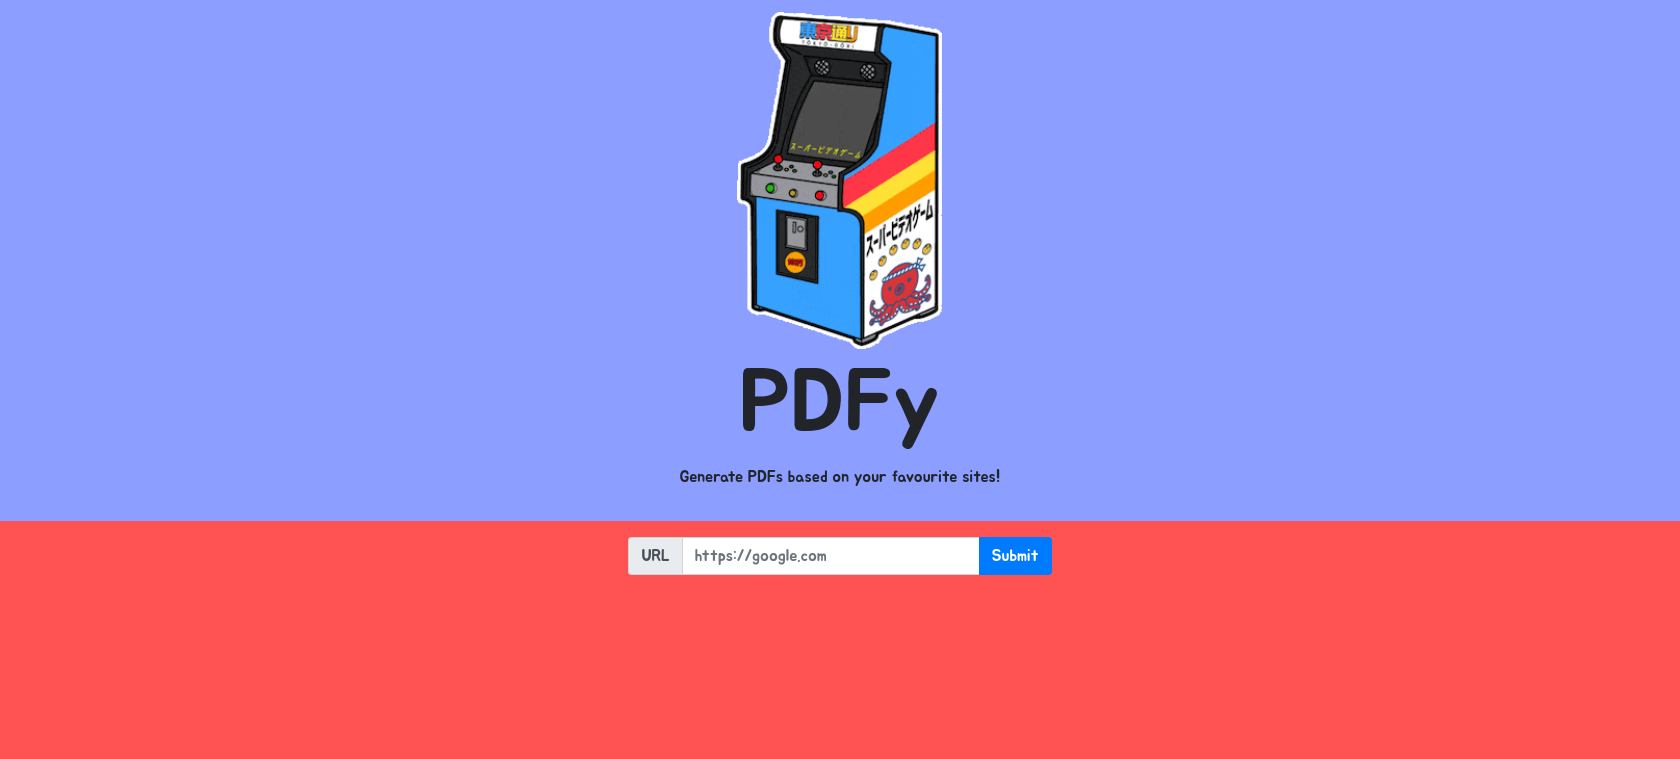 東京通り
TOKYO-DORI
スーパービデオゲーム
スーパービデオゲーム
PDFy
Generate PDFs based on your favourite sites!
URL
https://google.com
Submit